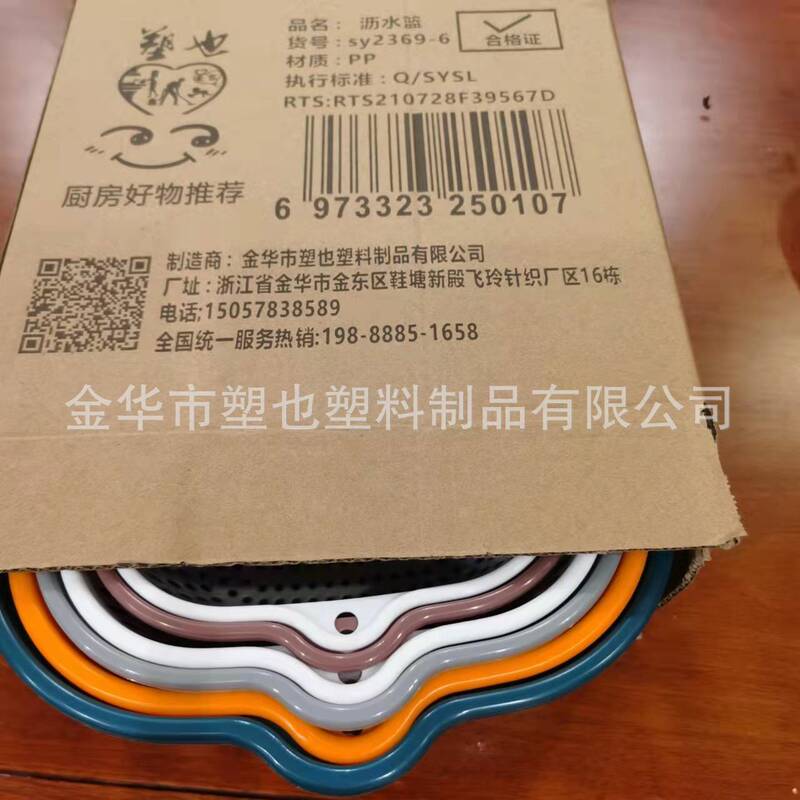 塑也
厨房好物推荐
品名： 沥水篮
货号：sy2369-6
材质：PP
执行标准：Q/SYSL
RTS:RTS210728F39567D
合格证
6 973323 250107
制造商：金华市塑也塑料制品有限公司
厂址：浙江省金华市金东区鞋塘新殿飞玲针织厂区16栋
电话;15057838589
全国统一服务热销:198-8885-1658
金华市塑也塑料制品有限公司